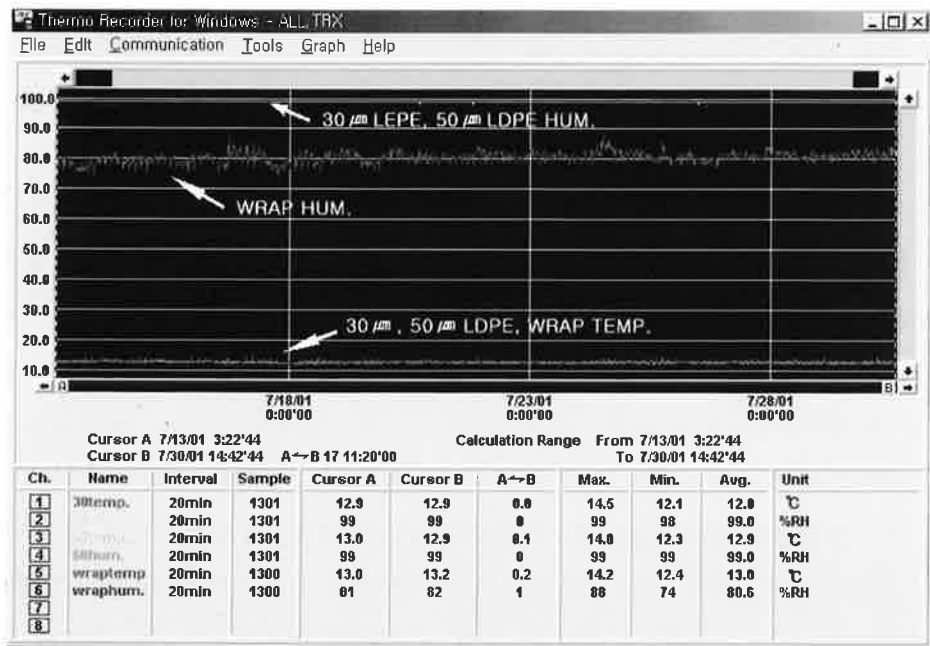 Thermo Recorder for Windows - ALL.TRX
File Edit Communication Tools Graph Help
100.0
90.0
80.0
70.0
60.0
50.0
40.0
30.0
20.0
10.0
30 ㎛ LEPE, 50 ㎛ LDPE HUM.
WRAP HUM.
30 ㎛ , 50 ㎛ LDPE, WRAP TEMP.
A B
7/18/01 7/23/01 7/28/01
0:00'00 0:00'00 0:00'00
Cursor A 7/13/01 3:22'44 Calculation Range From 7/13/01 3:22'44
Cursor B 7/30/01 14:42'44 A↔B 17 11:20'00 To 7/30/01 14:42'44
Ch. Name Interval Sample Cursor A Cursor B A↔B Max. Min. Avg. Unit
1 30temp. 20min 1301 12.9 12.9 0.0 14.5 12.1 12.8 ℃
2 20min 1301 99 99 0 99 98 99.0 %RH
3 20min 1301 13.0 12.9 0.1 14.0 12.3 12.9 ℃
4 50hum. 20min 1301 99 99 0 99 99 99.0 %RH
5 wraptemp 20min 1300 13.0 13.2 0.2 14.2 12.4 13.0 ℃
6 wraphum. 20min 1300 81 82 1 88 74 80.6 %RH
7
8